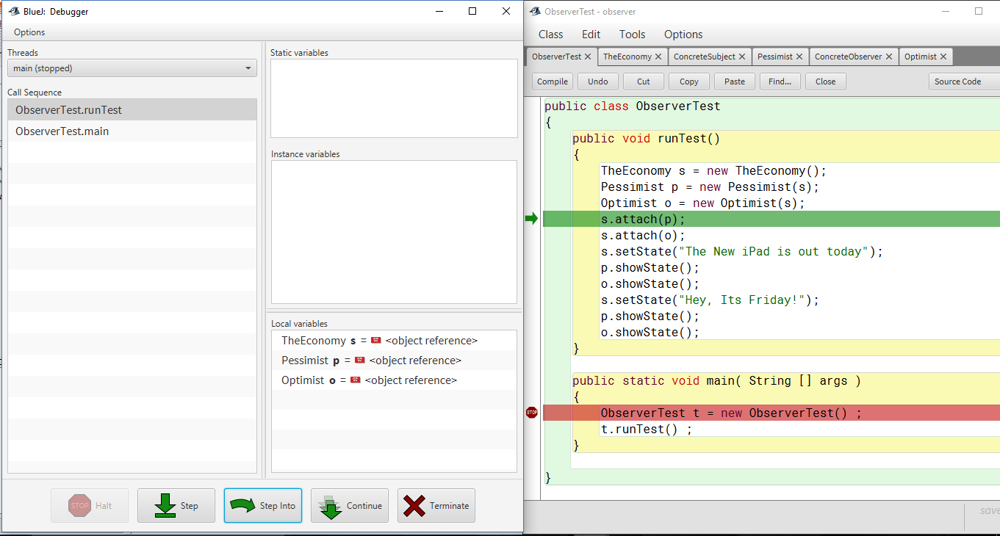 BlueJ: Debugger
Options
Threads
main (stopped)
Call Sequence
ObserverTest.runTest
ObserverTest.main
Static variables
Instance variables
Local variables
TheEconomy s = <object reference>
Pessimist p = <object reference>
Optimist o = <object reference>
STOP Halt
Step
Step Into
Continue
Terminate
ObserverTest - observer
Class Edit Tools Options
ObserverTest TheEconomy ConcreteSubject Pessimist ConcreteObserver Optimist
Compile Undo Cut Copy Paste Find... Close Source Code
public class ObserverTest
{
public void runTest()
{
TheEconomy s = new TheEconomy();
Pessimist p = new Pessimist(s);
Optimist o = new Optimist(s);
s.attach(p);
s.attach(o);
s.setState("The New iPad is out today");
p.showState();
o.showState();
s.setState("Hey, Its Friday!");
p.showState();
o.showState();
}
public static void main( String [] args )
{
STOP ObserverTest t = new ObserverTest() ;
t.runTest() ;
}
}